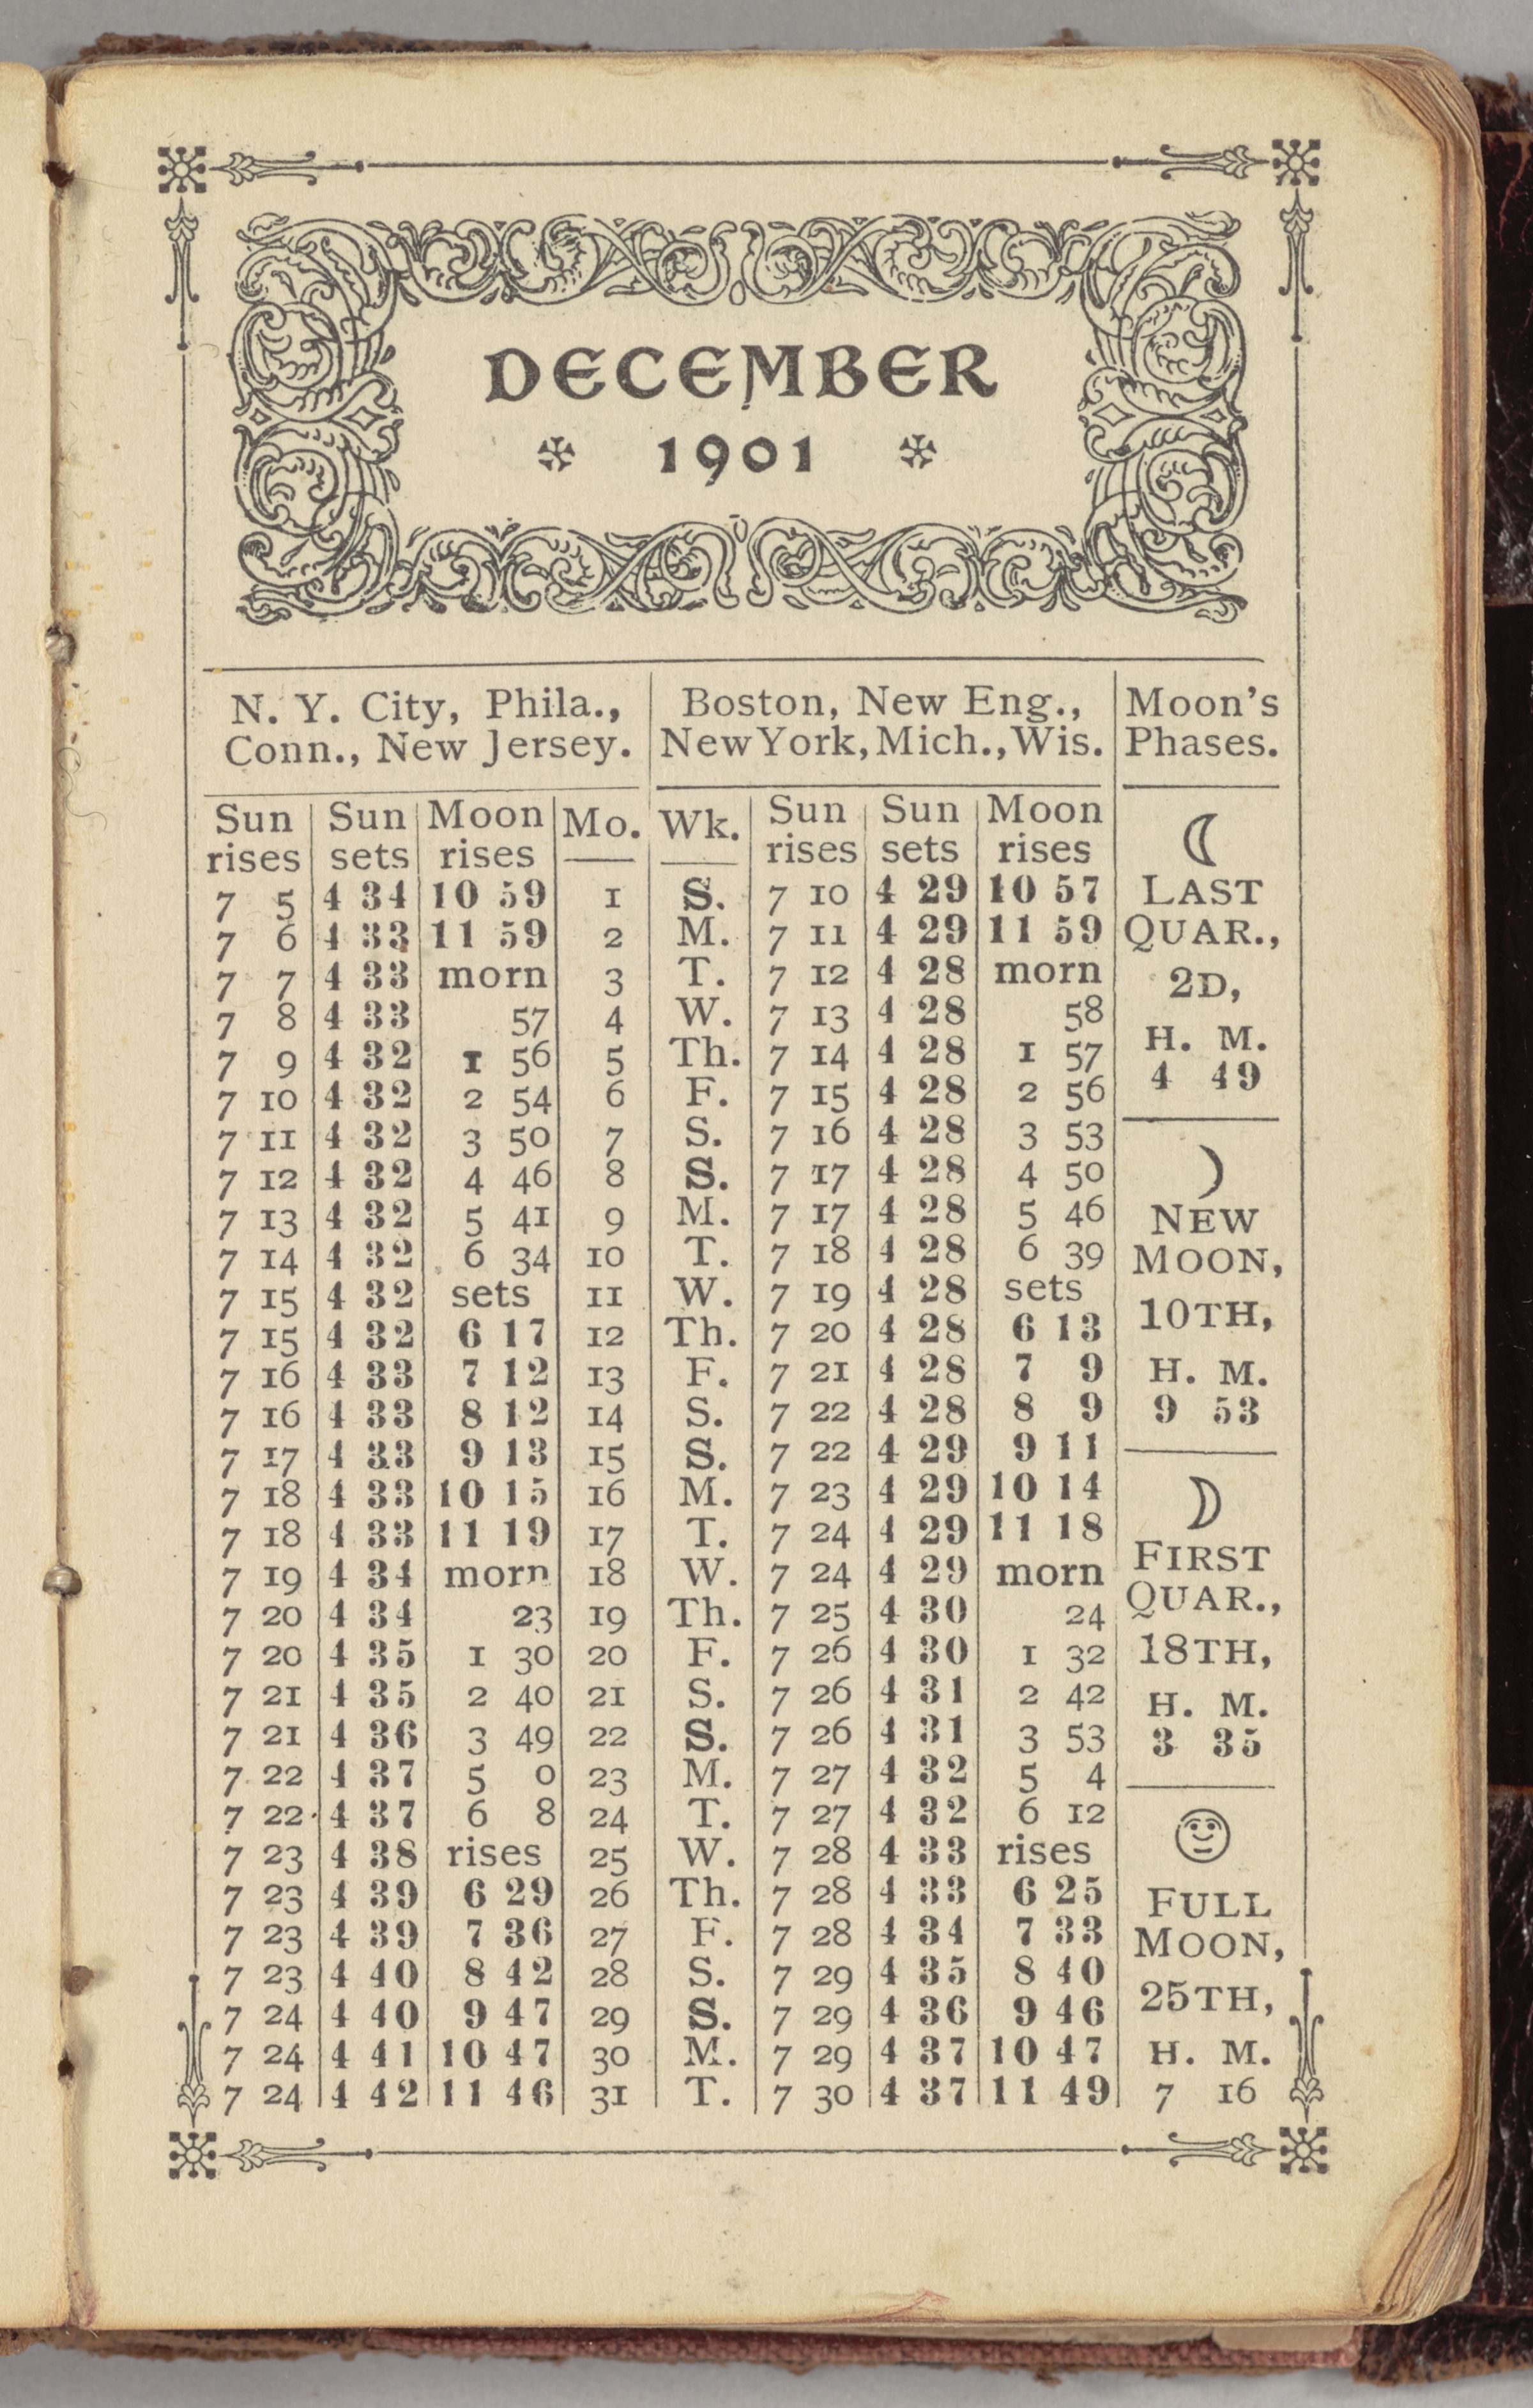 DECEMBER
1901
N. Y. City, Phila., Boston, New Eng., Moon's
Conn., New Jersey. New York, Mich., Wis. Phases.
Sun Sun Moon Mo. Wk. Sun Sun Moon
rises sets rises rises sets rises
7 5 4 34 10 59 1 S. 7 10 4 29 10 57 LAST
7 6 4 33 11 59 2 M. 7 11 4 29 11 59 QUAR.,
7 7 4 33 morn 3 T. 7 12 4 28 morn 2D,
7 8 4 33 57 4 W. 7 13 4 28 58 H. M.
7 9 4 32 1 56 5 Th. 7 14 4 28 1 57 4 49
7 10 4 32 2 54 6 F. 7 15 4 28 2 56
7 11 4 32 3 50 7 S. 7 16 4 28 3 53
7 12 4 32 4 46 8 S. 7 17 4 28 4 50
7 13 4 32 5 41 9 M. 7 17 4 28 5 46 NEW
7 14 4 32 6 34 10 T. 7 18 4 28 6 39 MOON,
7 15 4 32 sets 11 W. 7 19 4 28 sets 10TH,
7 15 4 32 6 17 12 Th. 7 20 4 28 6 13
7 16 4 33 7 12 13 F. 7 21 4 28 7 9 H. M.
7 16 4 33 8 12 14 S. 7 22 4 28 8 9 9 53
7 17 4 33 9 13 15 S. 7 22 4 29 9 11
7 18 4 33 10 15 16 M. 7 23 4 29 10 14
7 18 4 33 11 19 17 T. 7 24 4 29 11 18
7 19 4 34 morn 18 W. 7 24 4 29 morn FIRST
7 20 4 34 23 19 Th. 7 25 4 30 24 QUAR.,
7 20 4 35 1 30 20 F. 7 26 4 30 1 32 18TH,
7 21 4 35 2 40 21 S. 7 26 4 31 2 42 H. M.
7 21 4 36 3 49 22 S. 7 26 4 31 3 53 3 35
7 22 4 37 5 0 23 M. 7 27 4 32 5 4
7 22 4 37 6 8 24 T. 7 27 4 32 6 12
7 23 4 38 rises 25 W. 7 28 4 33 rises
7 23 4 39 6 29 26 Th. 7 28 4 33 6 25 FULL
7 23 4 39 7 36 27 F. 7 28 4 34 7 33 MOON,
7 23 4 40 8 42 28 S. 7 29 4 35 8 40 25TH,
7 24 4 40 9 47 29 S. 7 29 4 36 9 46
7 24 4 41 10 47 30 M. 7 29 4 37 10 47 H. M.
7 24 4 42 11 46 31 T. 7 30 4 37 11 49 7 16